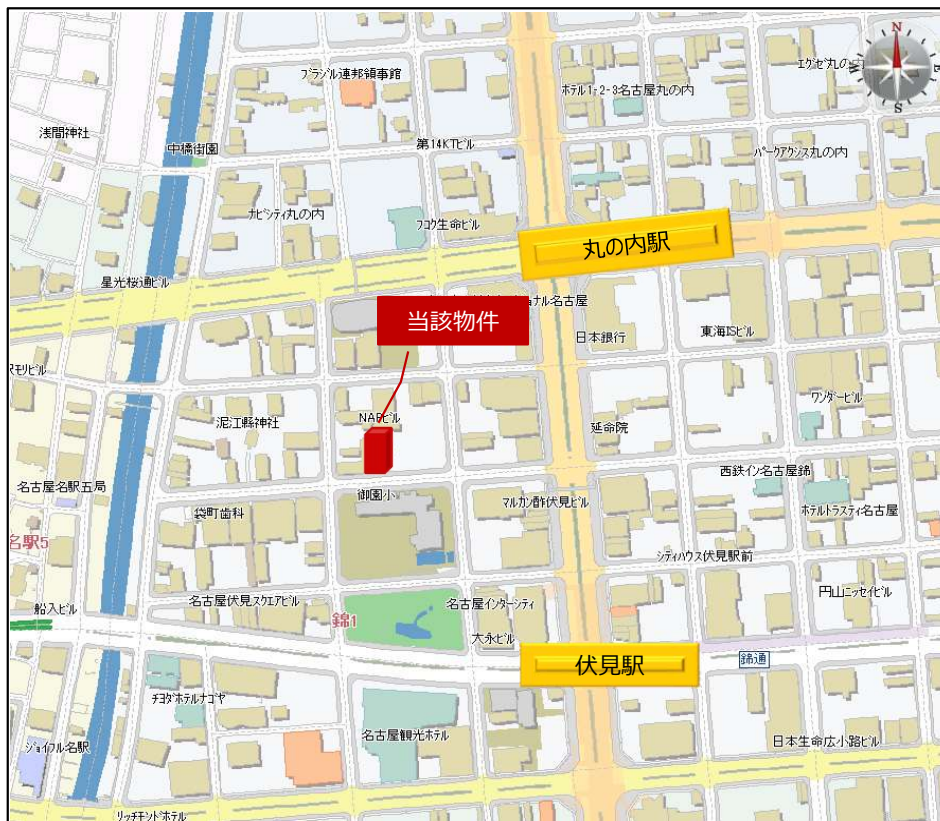 N
E
S
W
ブラジル連邦領事館
エグゼ丸の内
ホテル1-2-3名古屋丸の内
浅間神社
中橋街園
第14KTビル
パークアクシス丸の内
ナビシティ丸の内
フコク生命ビル
丸の内駅
星光桜通ビル
当該物件
ョナル名古屋
日本銀行
東海ISビル
尺モリビル
NAFビル
泥江縣神社
延命院
ワンダービル
西鉄イン名古屋錦
名古屋名駅五局
御園小
マルカン酢伏見ビル
ホテルトラスティ名古屋
袋町歯科
名駅5
シティハウス伏見駅前
円山ニッセイビル
船入ビル
名古屋伏見スクエアビル
名古屋インターシティ
錦1
大永ビル
伏見駅
錦通
チヨダホテルナゴヤ
名古屋観光ホテル
日本生命広小路ビル
ジョイフル名駅
リッチモンドホテル